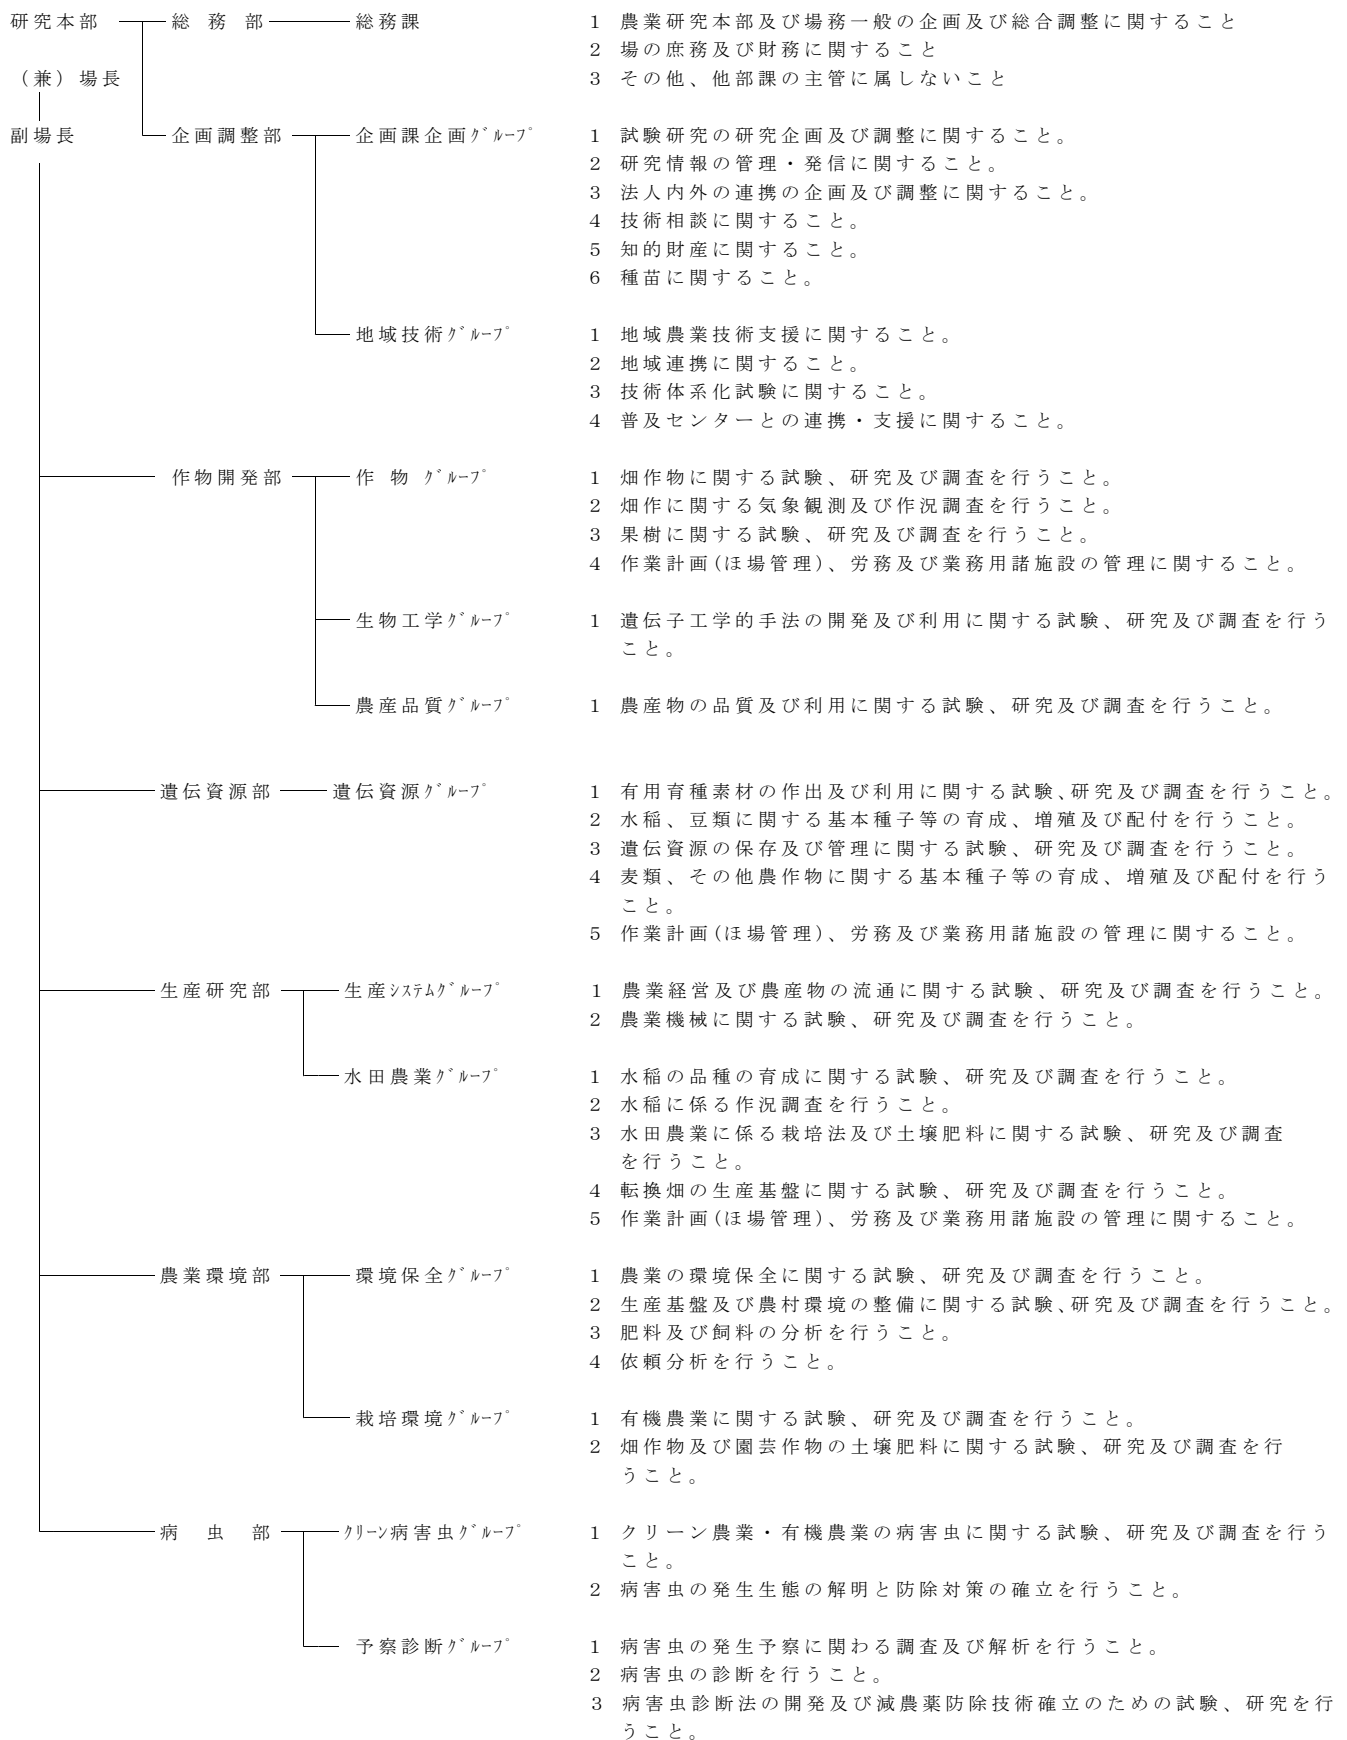 研究本部 総務部 総務課 1 農業研究本部及び場務一般の企画及び総合調整に関すること
2 場の庶務及び財務に関すること
（兼）場長 3 その他、他部課の主管に属しないこと
副場長 企画調整部 企画課企画ｸﾞﾙｰﾌﾟ 1 試験研究の研究企画及び調整に関すること。
2 研究情報の管理・発信に関すること。
3 法人内外の連携の企画及び調整に関すること。
4 技術相談に関すること。
5 知的財産に関すること。
6 種苗に関すること。
地域技術ｸﾞﾙｰﾌﾟ 1 地域農業技術支援に関すること。
2 地域連携に関すること。
3 技術体系化試験に関すること。
4 普及センターとの連携・支援に関すること。
作物開発部 作物ｸﾞﾙｰﾌﾟ 1 畑作物に関する試験、研究及び調査を行うこと。
2 畑作に関する気象観測及び作況調査を行うこと。
3 果樹に関する試験、研究及び調査を行うこと。
4 作業計画(ほ場管理)、労務及び業務用諸施設の管理に関すること。
生物工学ｸﾞﾙｰﾌﾟ 1 遺伝子工学的手法の開発及び利用に関する試験、研究及び調査を行う
こと。
農産品質ｸﾞﾙｰﾌﾟ 1 農産物の品質及び利用に関する試験、研究及び調査を行うこと。
遺伝資源部 遺伝資源ｸﾞﾙｰﾌﾟ 1 有用育種素材の作出及び利用に関する試験、研究及び調査を行うこと。
2 水稲、豆類に関する基本種子等の育成、増殖及び配付を行うこと。
3 遺伝資源の保存及び管理に関する試験、研究及び調査を行うこと。
4 麦類、その他農作物に関する基本種子等の育成、増殖及び配付を行う
こと。
5 作業計画(ほ場管理)、労務及び業務用諸施設の管理に関すること。
生産研究部 生産ｼｽﾃﾑｸﾞﾙｰﾌﾟ 1 農業経営及び農産物の流通に関する試験、研究及び調査を行うこと。
2 農業機械に関する試験、研究及び調査を行うこと。
水田農業ｸﾞﾙｰﾌﾟ 1 水稲の品種の育成に関する試験、研究及び調査を行うこと。
2 水稲に係る作況調査を行うこと。
3 水田農業に係る栽培法及び土壌肥料に関する試験、研究及び調査
を行うこと。
4 転換畑の生産基盤に関する試験、研究及び調査を行うこと。
5 作業計画(ほ場管理)、労務及び業務用諸施設の管理に関すること。
農業環境部 環境保全ｸﾞﾙｰﾌﾟ 1 農業の環境保全に関する試験、研究及び調査を行うこと。
2 生産基盤及び農村環境の整備に関する試験、研究及び調査を行うこと。
3 肥料及び飼料の分析を行うこと。
4 依頼分析を行うこと。
栽培環境ｸﾞﾙｰﾌﾟ 1 有機農業に関する試験、研究及び調査を行うこと。
2 畑作物及び園芸作物の土壌肥料に関する試験、研究及び調査を行
うこと。
病虫部 ｸﾘｰﾝ病害虫ｸﾞﾙｰﾌﾟ 1 クリーン農業・有機農業の病害虫に関する試験、研究及び調査を行う
こと。
2 病害虫の発生生態の解明と防除対策の確立を行うこと。
予察診断ｸﾞﾙｰﾌﾟ 1 病害虫の発生予察に関わる調査及び解析を行うこと。
2 病害虫の診断を行うこと。
3 病害虫診断法の開発及び減農薬防除技術確立のための試験、研究を行
うこと。